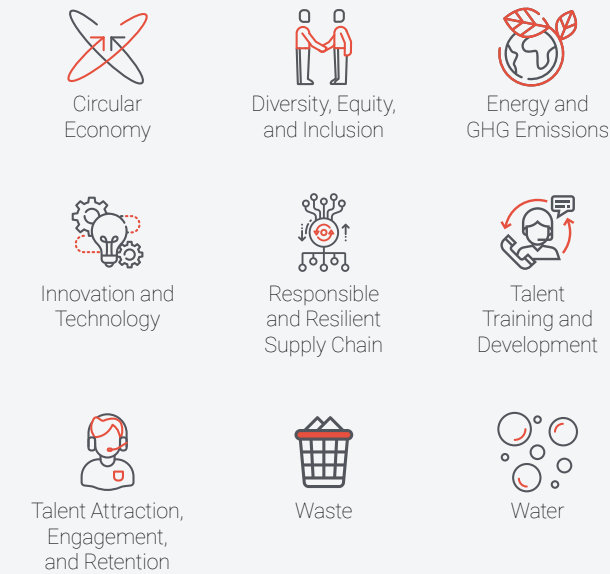 Circular
Economy
Diversity, Equity,
and Inclusion
Energy and
GHG Emissions
Innovation and
Technology
Responsible
and Resilient
Supply Chain
Talent
Training and
Development
Talent Attraction,
Engagement,
and Retention
Waste
Water